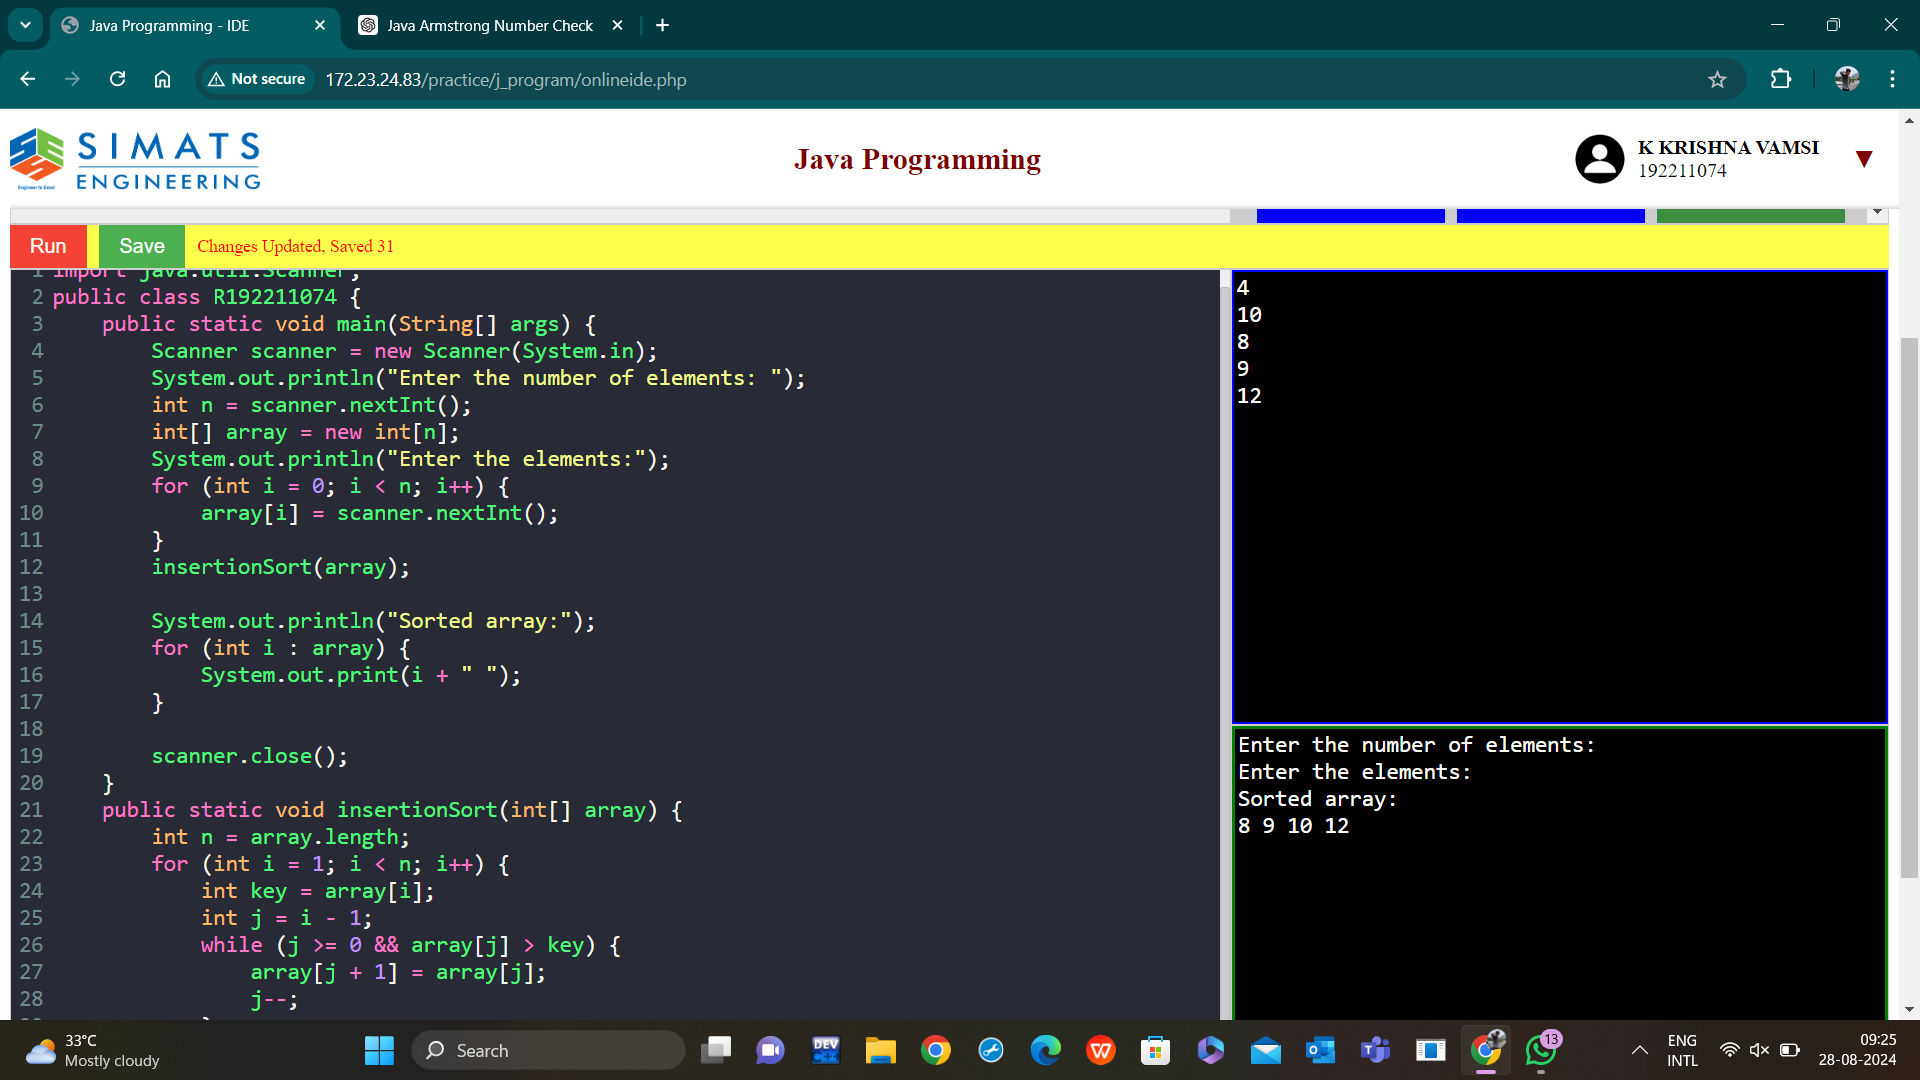 Java Programming - IDE
Java Armstrong Number Check
Not secure
172.23.24.83/practice/j_program/onlineide.php
SIMATS
ENGINEERING
Engineer to Excel
Java Programming
K KRISHNA VAMSI
192211074
Run
Save
Changes Updated, Saved 31
1 import java.util.Scanner;
2 public class R192211074 {
3 public static void main(String[] args) {
4 Scanner scanner = new Scanner(System.in);
5 System.out.println("Enter the number of elements: ");
6 int n = scanner.nextInt();
7 int[] array = new int[n];
8 System.out.println("Enter the elements:");
9 for (int i = 0; i < n; i++) {
10 array[i] = scanner.nextInt();
11 }
12 insertionSort(array);
13
14 System.out.println("Sorted array:");
15 for (int i : array) {
16 System.out.print(i + " ");
17 }
18
19 scanner.close();
20 }
21 public static void insertionSort(int[] array) {
22 int n = array.length;
23 for (int i = 1; i < n; i++) {
24 int key = array[i];
25 int j = i - 1;
26 while (j >= 0 && array[j] > key) {
27 array[j + 1] = array[j];
28 j--;
4
10
8
9
12
Enter the number of elements:
Enter the elements:
Sorted array:
8 9 10 12
33°C
Mostly cloudy
Search
DEV
C++
13
ENG
INTL
09:25
28-08-2024